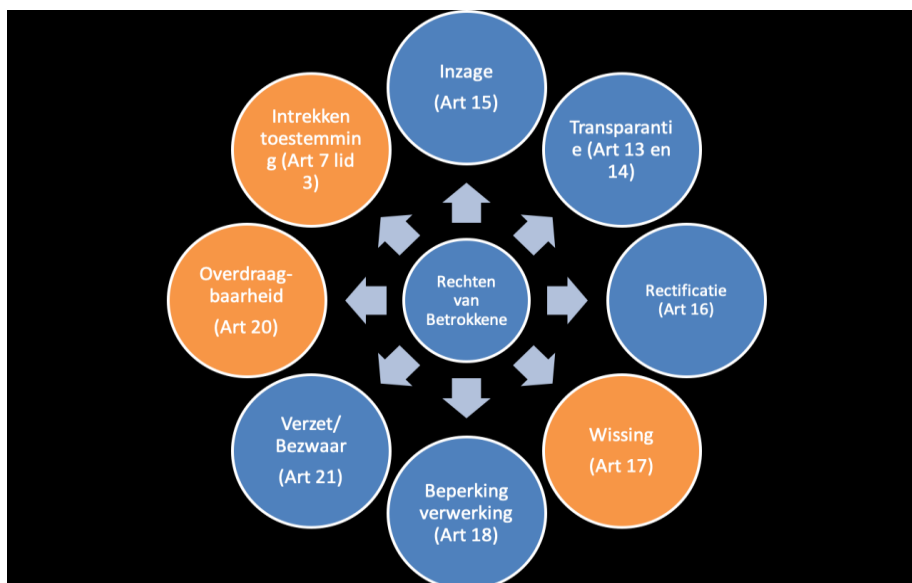 Inzage
(Art 15)
Transparanti
e (Art 13 en
14)
Rectificatie
(Art 16)
Wissing
(Art 17)
Beperking
verwerking
(Art 18)
Verzet/
Bezwaar
(Art 21)
Overdraag-
baarheid
(Art 20)
Intrekken
toestemmin
g (Art 7 lid
3)
Rechten
van
Betrokkene